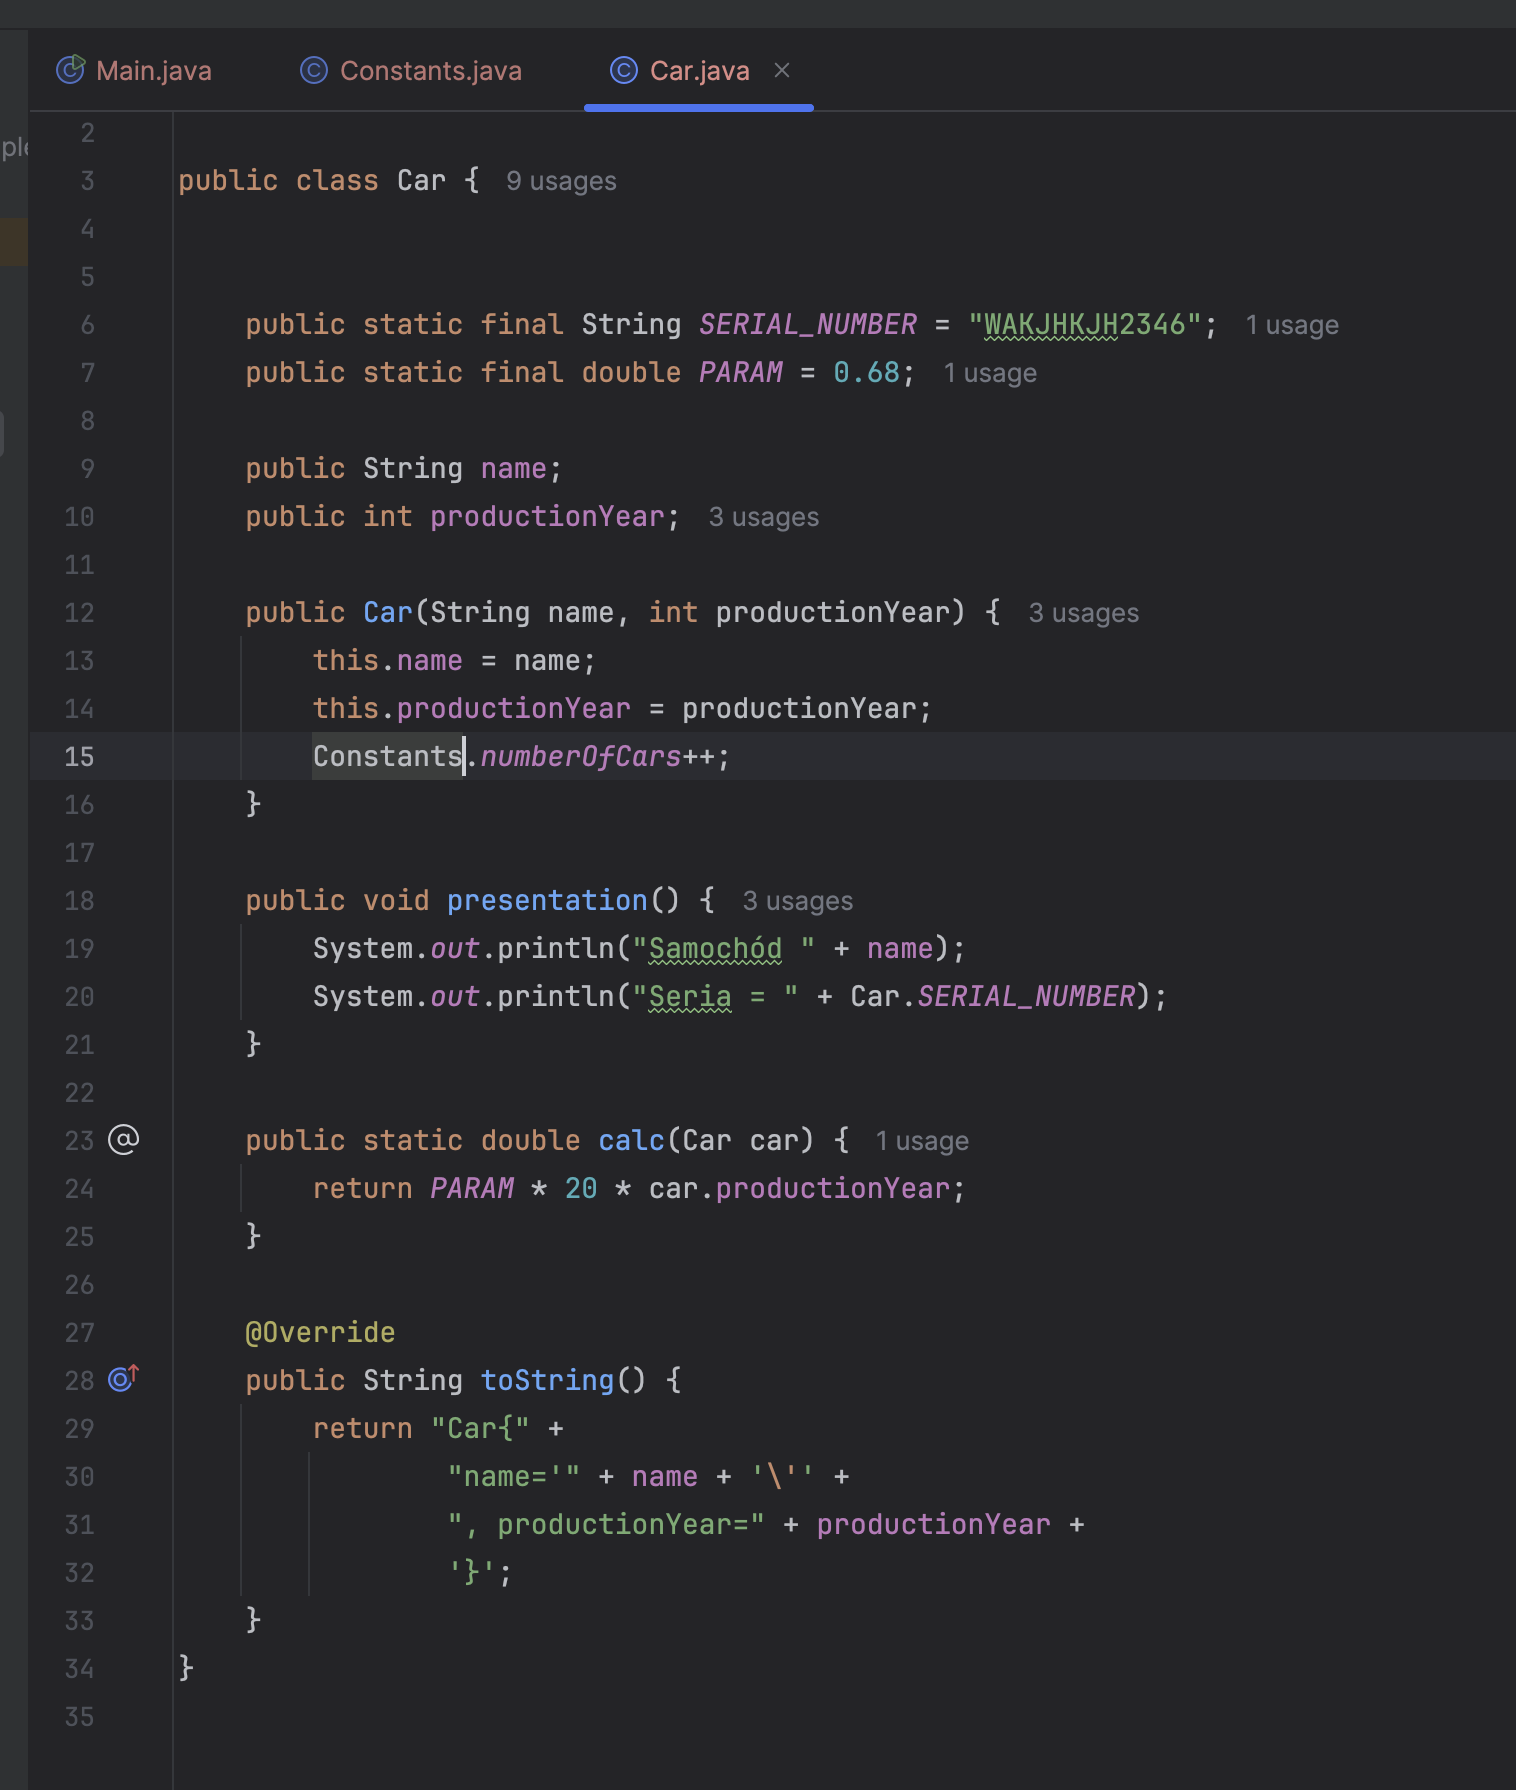 Main.java Constants.java Car.java
2
3 public class Car { 9 usages
4
5
6 public static final String SERIAL_NUMBER = "WAKJHKJH2346"; 1 usage
7 public static final double PARAM = 0.68; 1 usage
8
9 public String name;
10 public int productionYear; 3 usages
11
12 public Car(String name, int productionYear) { 3 usages
13 this.name = name;
14 this.productionYear = productionYear;
15 Constants.numberOfCars++;
16 }
17
18 public void presentation() { 3 usages
19 System.out.println("Samochód " + name);
20 System.out.println("Seria = " + Car.SERIAL_NUMBER);
21 }
22
23 public static double calc(Car car) { 1 usage
24 return PARAM * 20 * car.productionYear;
25 }
26
27 @Override
28 public String toString() {
29 return "Car{" +
30 "name='" + name + '\'' +
31 ", productionYear=" + productionYear +
32 '}';
33 }
34 }
35